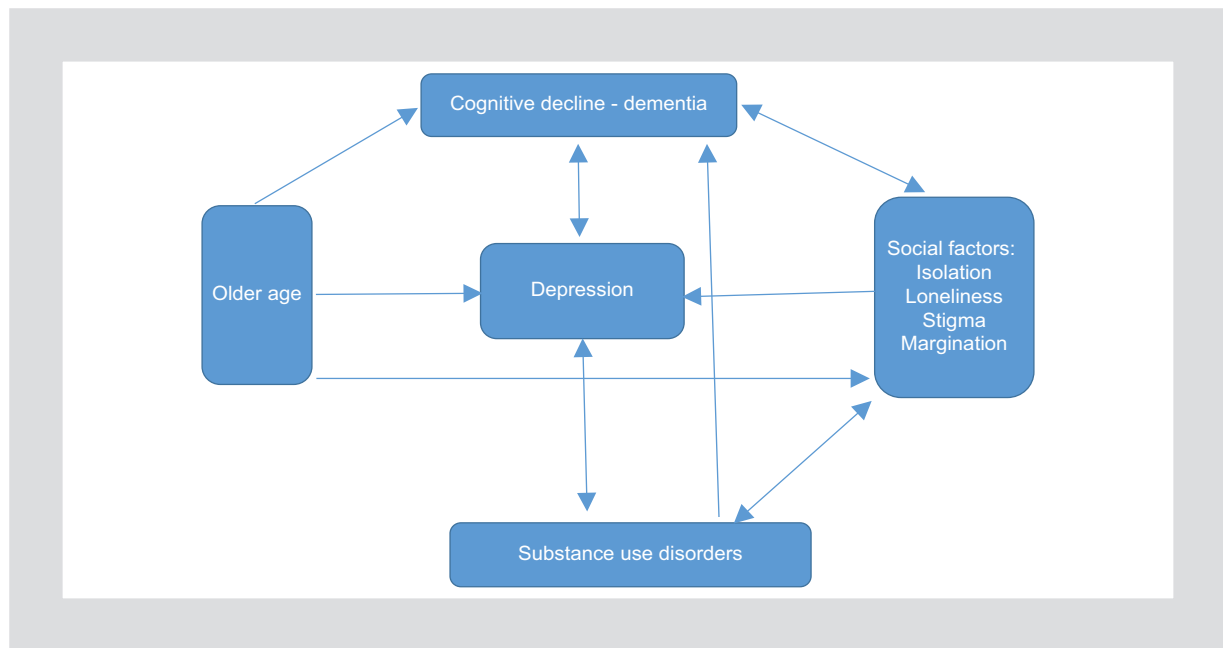 Cognitive decline - dementia
Older age
Depression
Social factors:
Isolation
Loneliness
Stigma
Margination
Substance use disorders